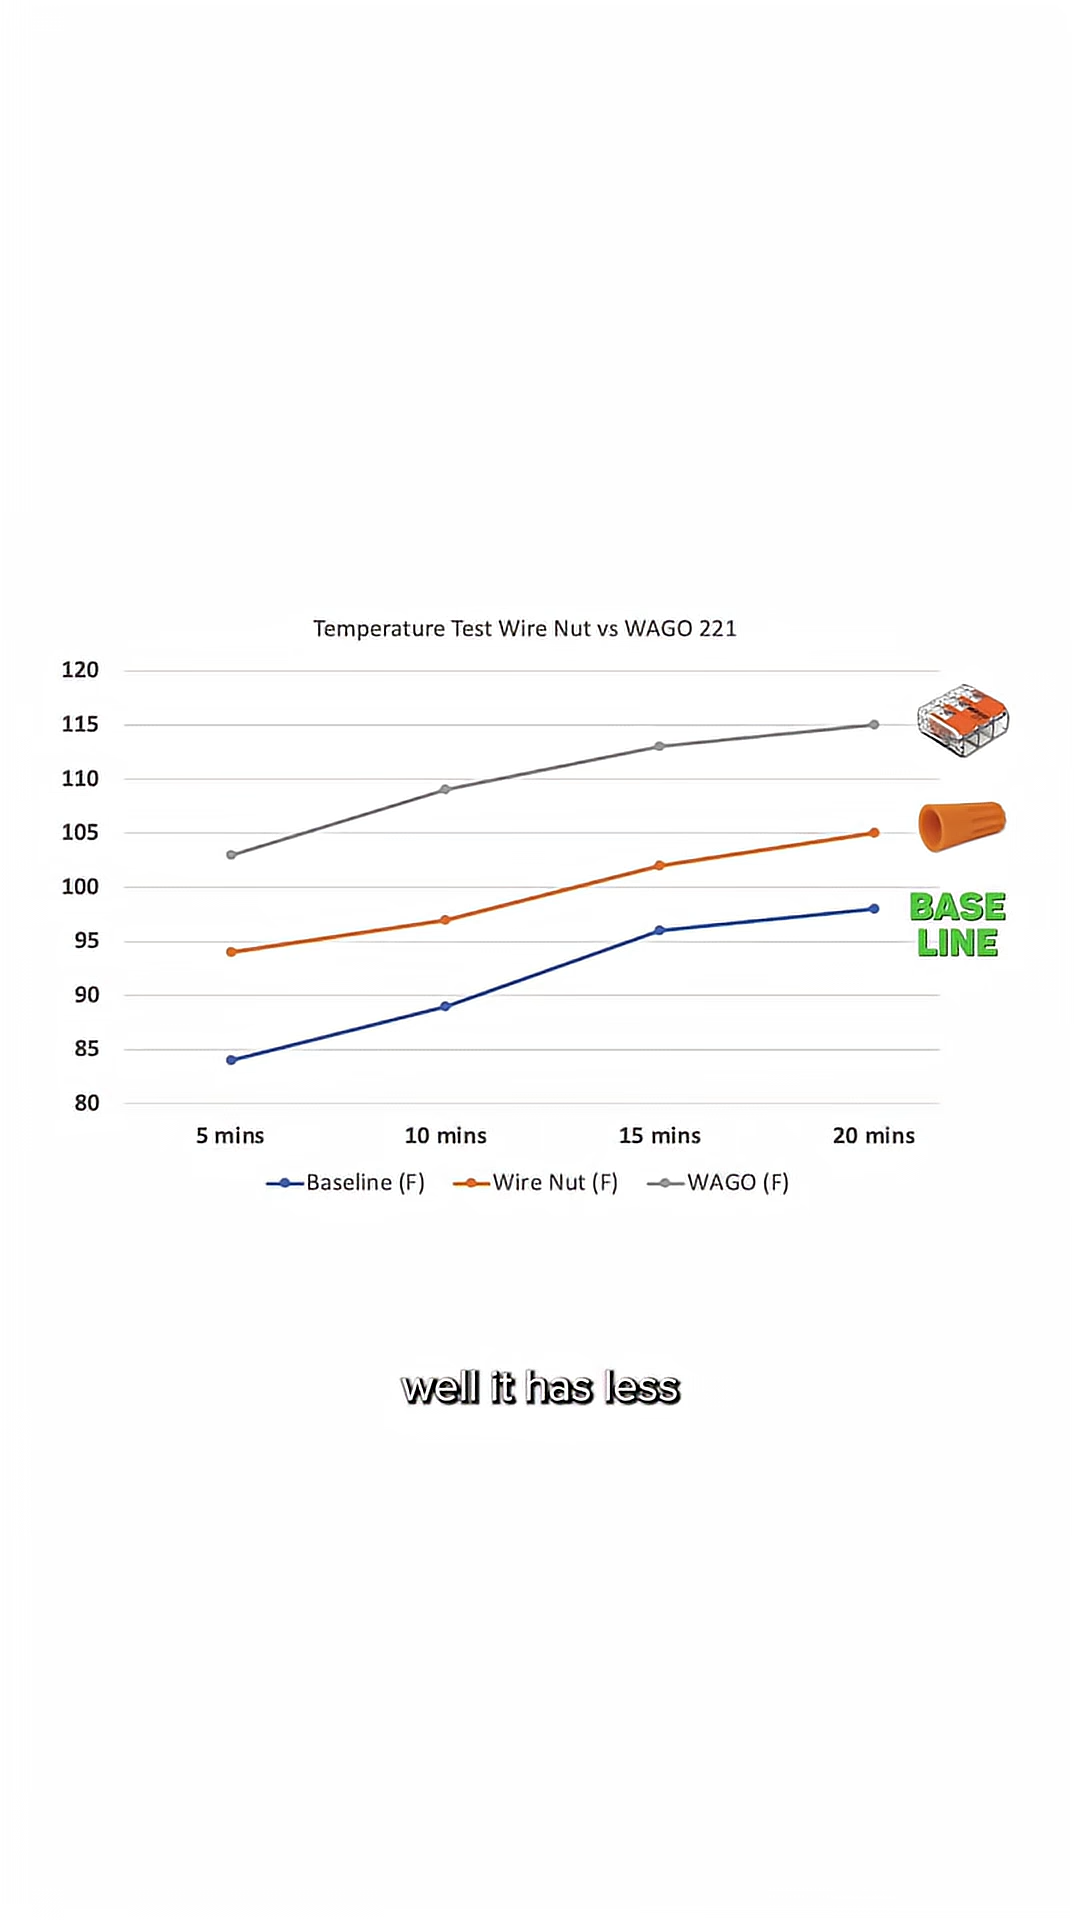 Temperature Test Wire Nut vs WAGO 221
120
115
110
105
100
95
90
85
80
BASE
LINE
5 mins 10 mins 15 mins 20 mins
Baseline (F) Wire Nut (F) WAGO (F)
well it has less